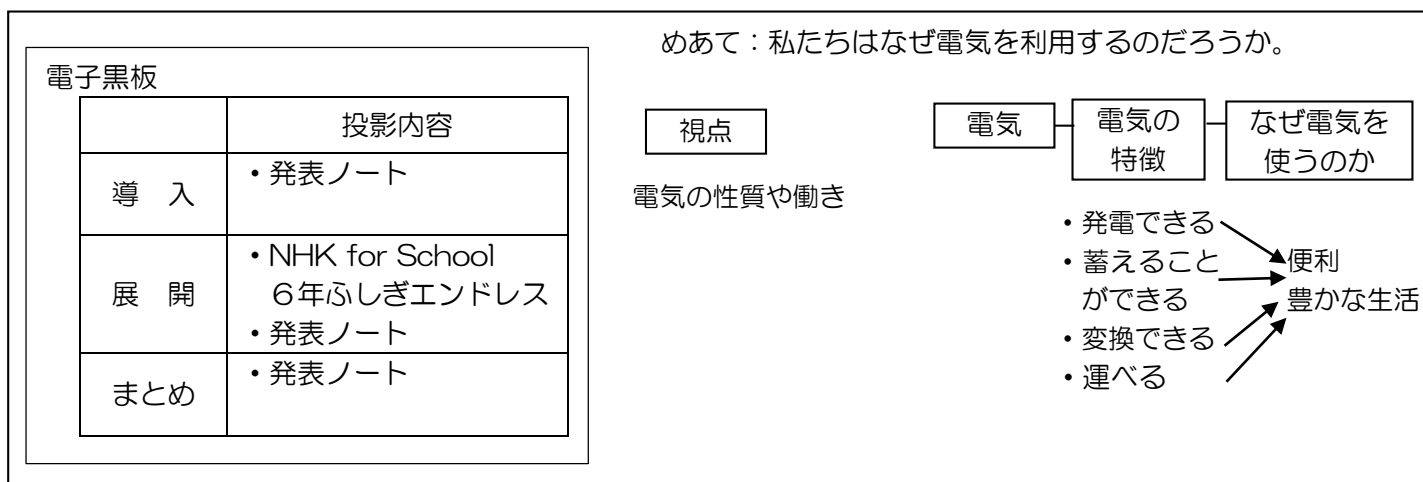 めあて：私たちはなぜ電気を利用するのだろうか。
電子黒板
投影内容
導　入
・発表ノート
展　開
・NHK for School
６年ふしぎエンドレス
・発表ノート
まとめ
・発表ノート
視点
電気の性質や働き
電気
電気の
特徴
なぜ電気を
使うのか
・発電できる
・蓄えること
ができる
・変換できる
・運べる
便利
豊かな生活